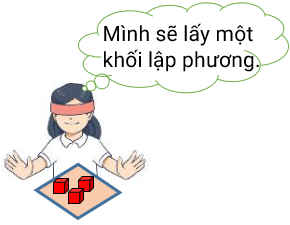 Mình sẽ lấy một
khối lập phương.